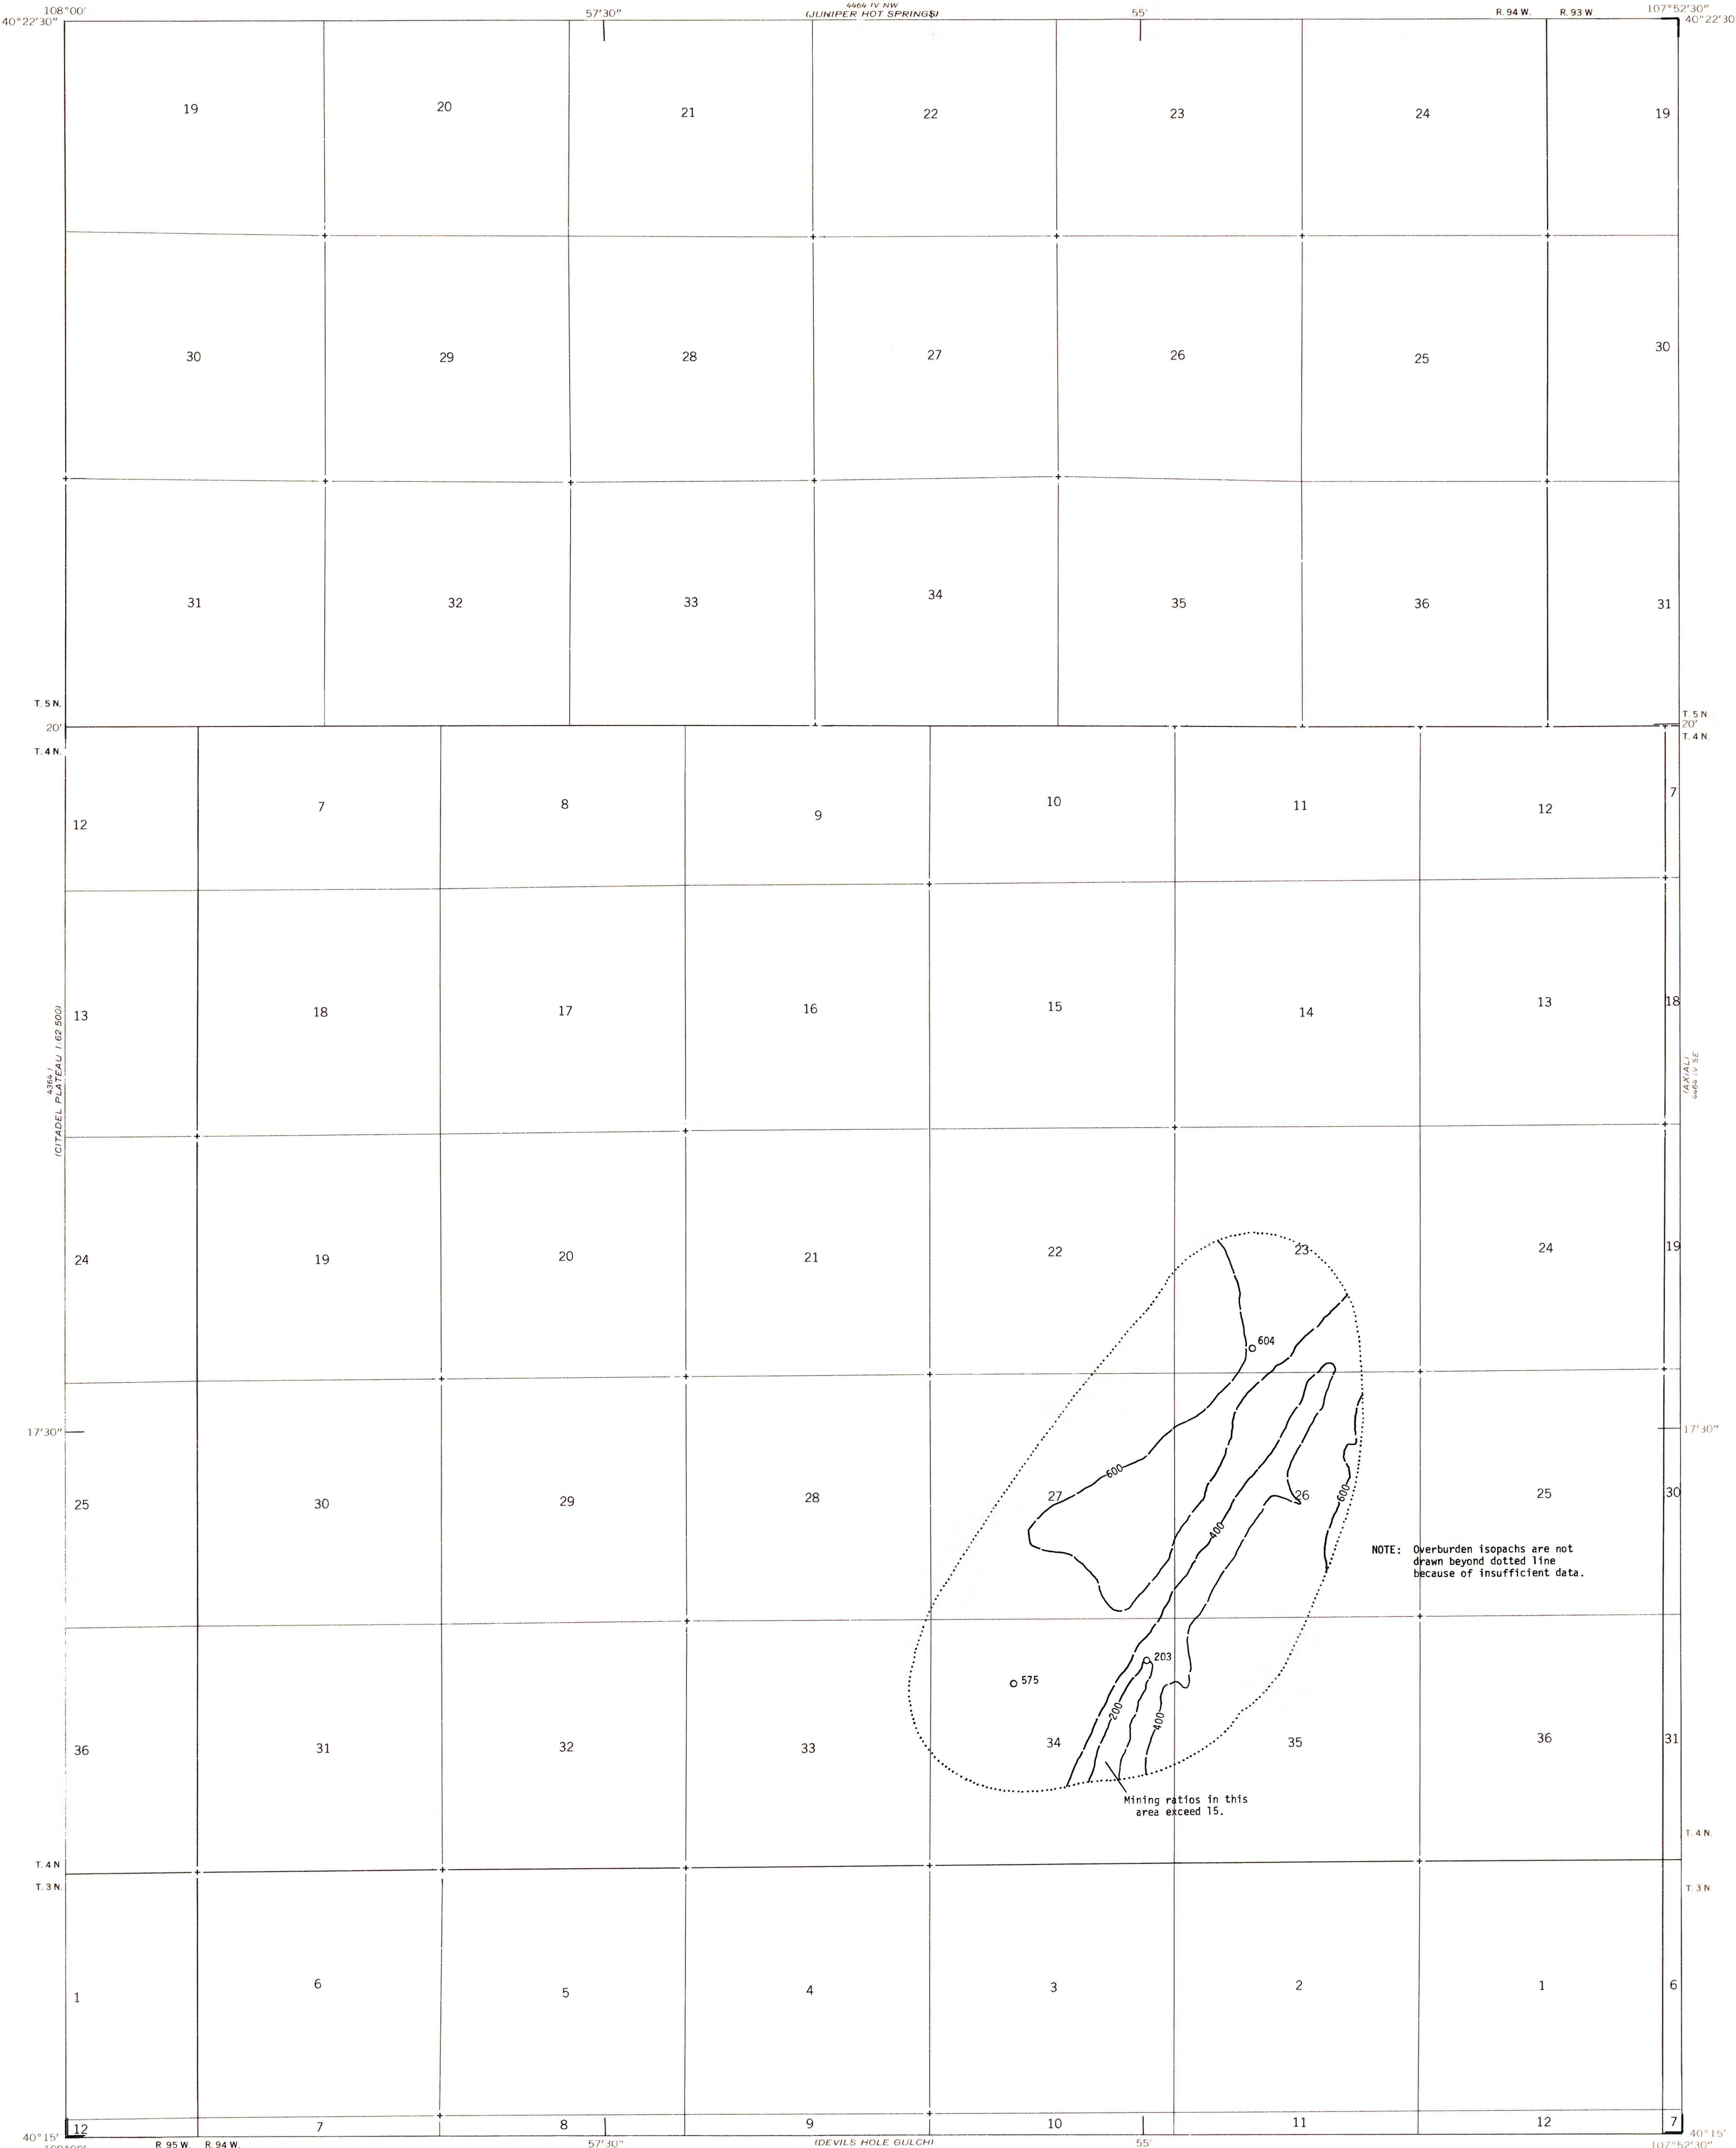 108°00'
57'30"
4464 IV NW
(JUNIPER HOT SPRINGS)
55'
R. 94 W. R. 93 W
107°52'30"
40°22'30"
40°22'30
19 20 21 22 23 24 19
30 29 28 27 26 25 30
31 32 33 34 35 36 31
T. 5 N.
20'
T. 4 N.
T. 5 N
20'
T. 4 N.
12 7 8 9 10 11 12 7
13 18 17 16 15 14 13 18
4364 I
(CITADEL PLATEAU 1:62 500)
(AXIAL)
4464 IV SE
24 19 20 21 22 23 24 19
604
17'30"
17'30"
600
25 30 29 28 27 26 25 30
600
400
NOTE: Overburden isopachs are not
drawn beyond dotted line
because of insufficient data.
203
575
200
400
36 31 32 33 34 35 36 31
Mining ratios in this
area exceed 15.
T. 4 N
T. 3 N.
T. 4 N.
T. 3 N
1 6 5 4 3 2 1 6
12 7 8 9 10 11 12 7
40°15'
40°15'
R. 95 W. R. 94 W.
57'30"
(DEVILS HOLE GULCH)
55'
107°52'30"